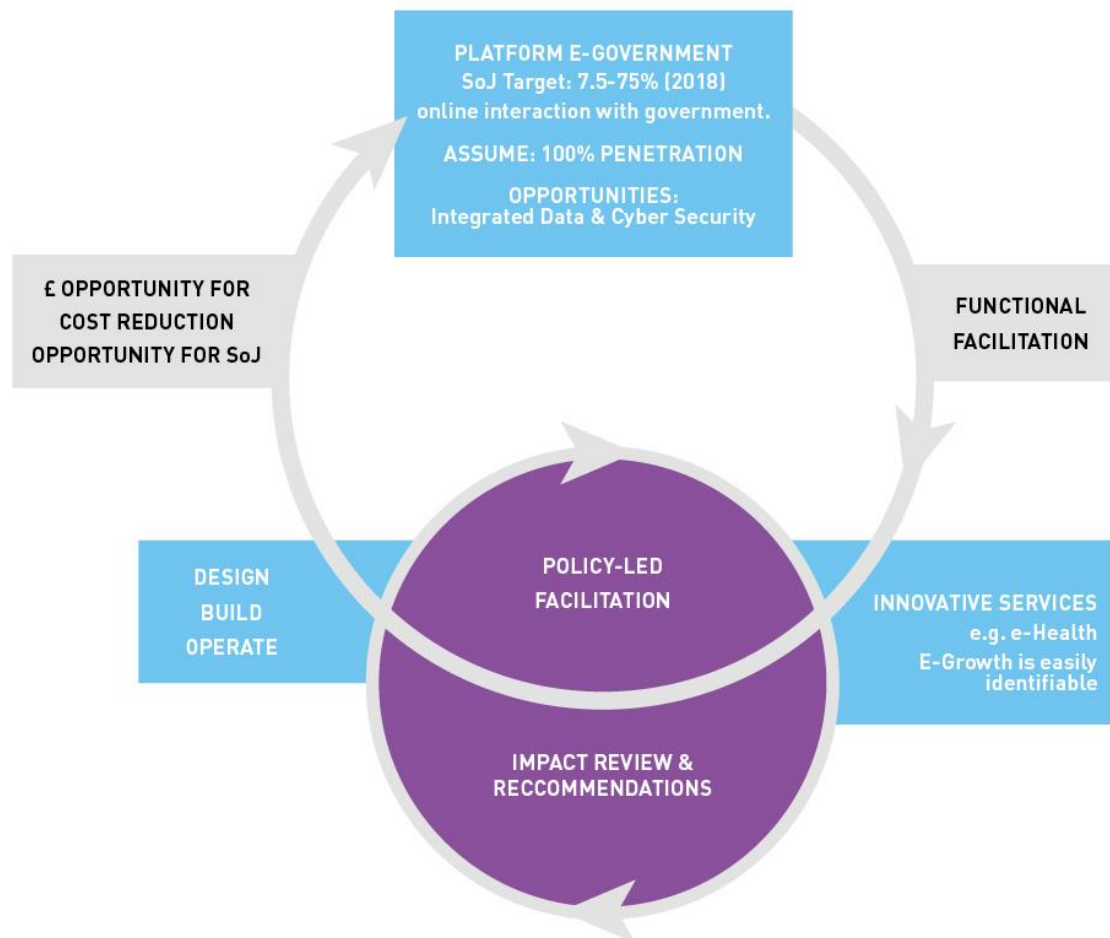 PLATFORM E-GOVERNMENT
SoJ Target: 7.5-75% (2018)
online interaction with government.
ASSUME: 100% PENETRATION
OPPORTUNITIES:
Integrated Data & Cyber Security
£ OPPORTUNITY FOR
COST REDUCTION
OPPORTUNITY FOR SoJ
FUNCTIONAL
FACILITATION
DESIGN
BUILD
OPERATE
POLICY-LED
FACILITATION
INNOVATIVE SERVICES
e.g. e-Health
E-Growth is easily
identifiable
IMPACT REVIEW &
RECCOMMENDATIONS